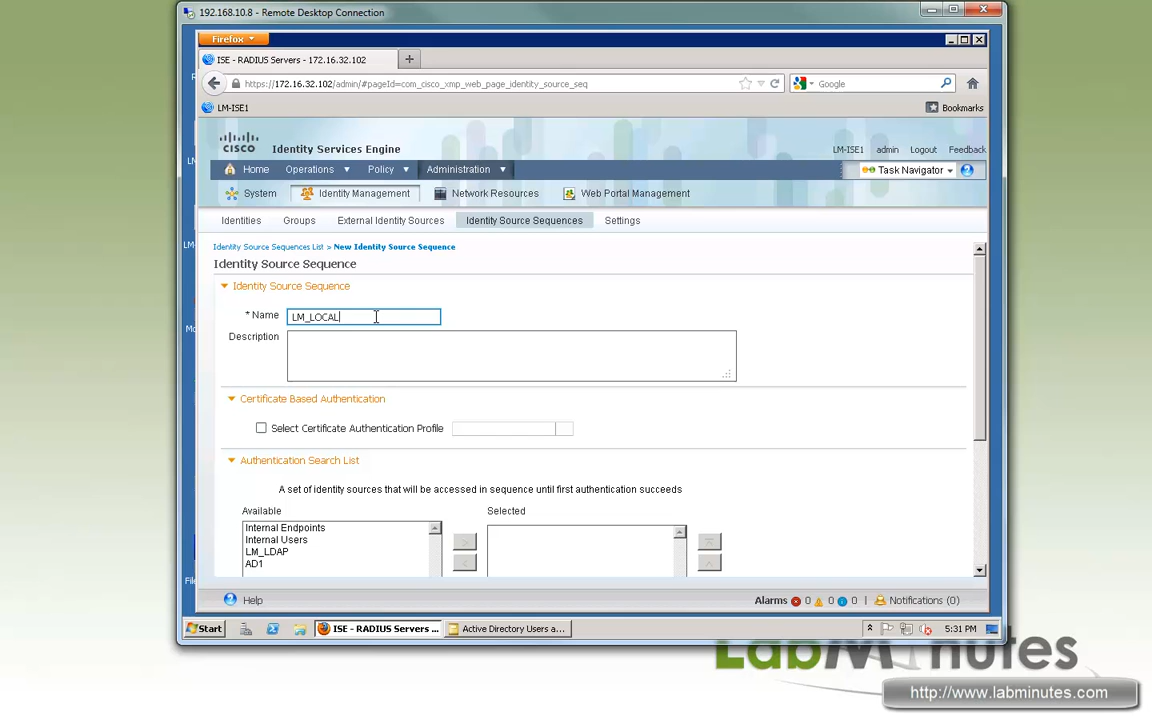 192.168.10.8 - Remote Desktop Connection
Firefox
ISE - RADIUS Servers - 172.16.32.102
https://172.16.32.102/admin/#pageId=com_cisco_xmp_web_page_identity_source_seq
Google
LM-ISE1
Bookmarks
CISCO Identity Services Engine
LM-ISE1 admin Logout Feedback
Home Operations Policy Administration
Task Navigator
System Identity Management Network Resources Web Portal Management
Identities Groups External Identity Sources Identity Source Sequences Settings
Identity Source Sequences List > New Identity Source Sequence
Identity Source Sequence
Identity Source Sequence
* Name LM_LOCAL
Description
Certificate Based Authentication
Select Certificate Authentication Profile
Authentication Search List
A set of identity sources that will be accessed in sequence until first authentication succeeds
Available Selected
Internal Endpoints
Internal Users
LM_LDAP
AD1
Help
Alarms 0 0 0 | Notifications (0)
Start
ISE - RADIUS Servers ...
Active Directory Users a...
5:31 PM
LabMinutes
http://www.labminutes.com